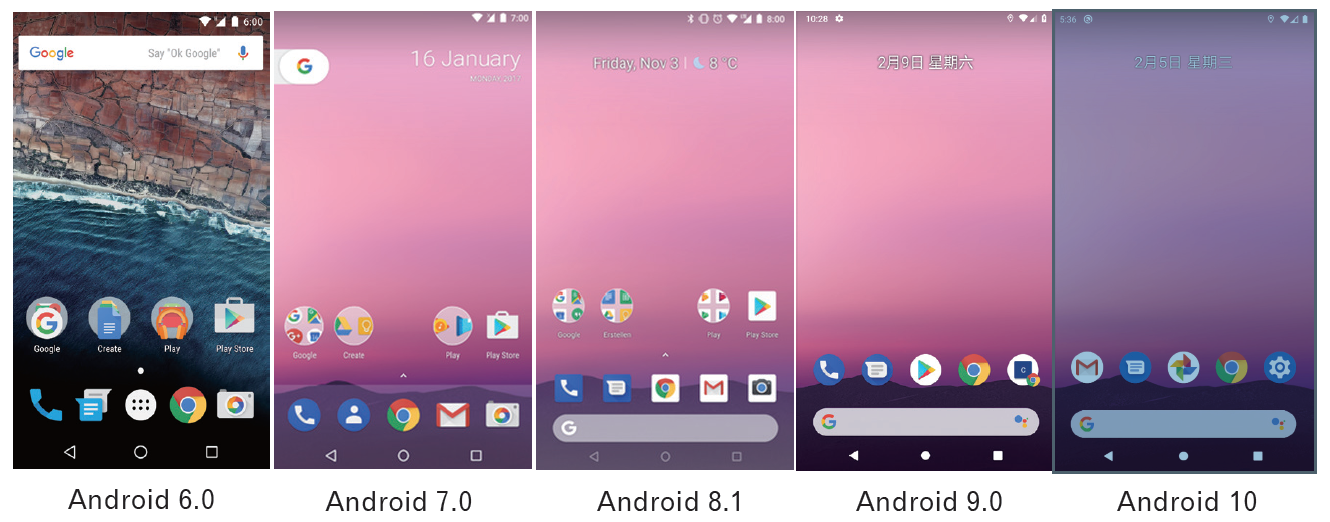 6:00
Google
Say "Ok Google"
Google
Create
Play
Play Store
Android 6.0
7:00
G
16 January
MONDAY, 2017
Google
Create
Play
Play Store
Android 7.0
8:00
Friday, Nov 3 | 8 °C
Google
Erstellen
Play
Play Store
G
Android 8.1
10:28
2月9日 星期六
C
G
Android 9.0
5:36
2月5日 星期三
G
Android 10